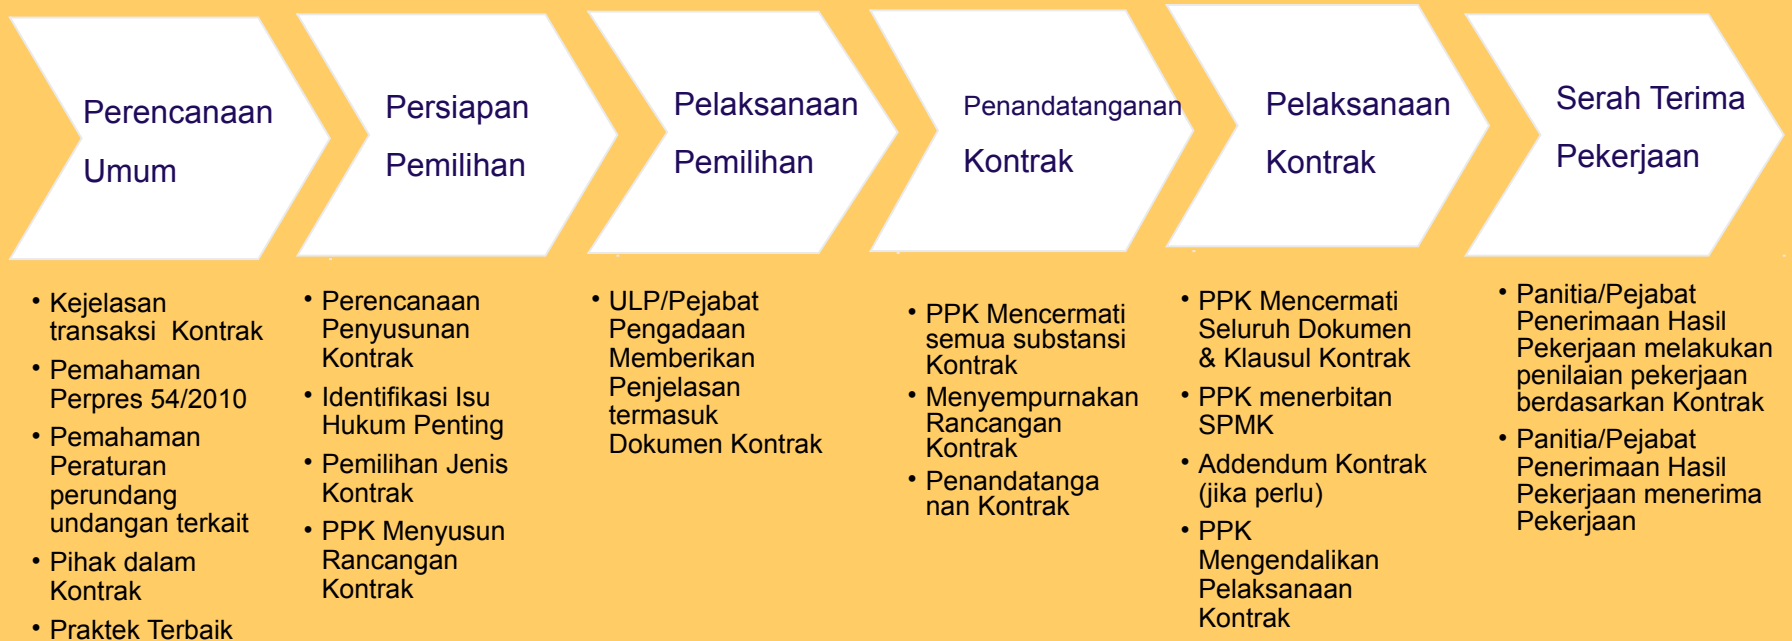 Perencanaan
Umum
Persiapan
Pemilihan
Pelaksanaan
Pemilihan
Penandatanganan
Kontrak
Pelaksanaan
Kontrak
Serah Terima
Pekerjaan
• Kejelasan
transaksi Kontrak
• Pemahaman
Perpres 54/2010
• Pemahaman
Peraturan
perundang
undangan terkait
• Pihak dalam
Kontrak
• Praktek Terbaik
• Perencanaan
Penyusunan
Kontrak
• Identifikasi Isu
Hukum Penting
• Pemilihan Jenis
Kontrak
• PPK Menyusun
Rancangan
Kontrak
• ULP/Pejabat
Pengadaan
Memberikan
Penjelasan
termasuk
Dokumen Kontrak
• PPK Mencermati
semua substansi
Kontrak
• Menyempurnakan
Rancangan
Kontrak
• Penandatanga
nan Kontrak
• PPK Mencermati
Seluruh Dokumen
& Klausul Kontrak
• PPK menerbitan
SPMK
• Addendum Kontrak
(jika perlu)
• PPK
Mengendalikan
Pelaksanaan
Kontrak
• Panitia/Pejabat
Penerimaan Hasil
Pekerjaan melakukan
penilaian pekerjaan
berdasarkan Kontrak
• Panitia/Pejabat
Penerimaan Hasil
Pekerjaan menerima
Pekerjaan